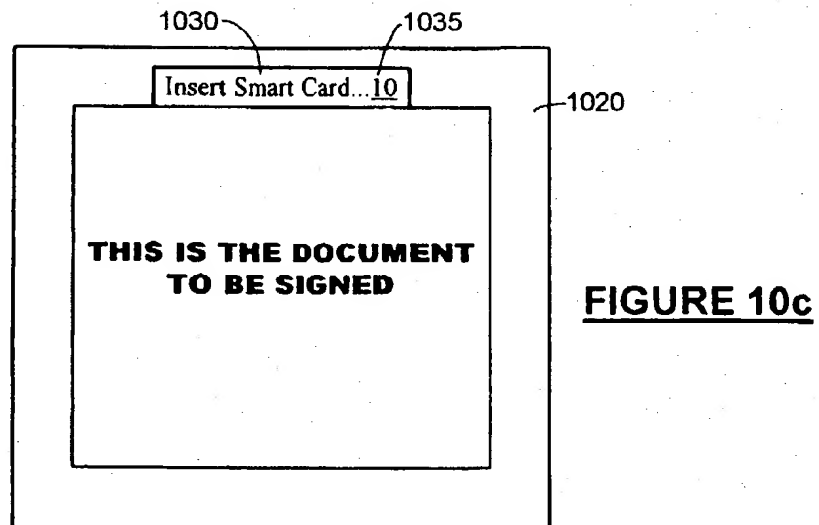 1030
1035
Insert Smart Card...10
1020
THIS IS THE DOCUMENT
TO BE SIGNED
FIGURE 10c